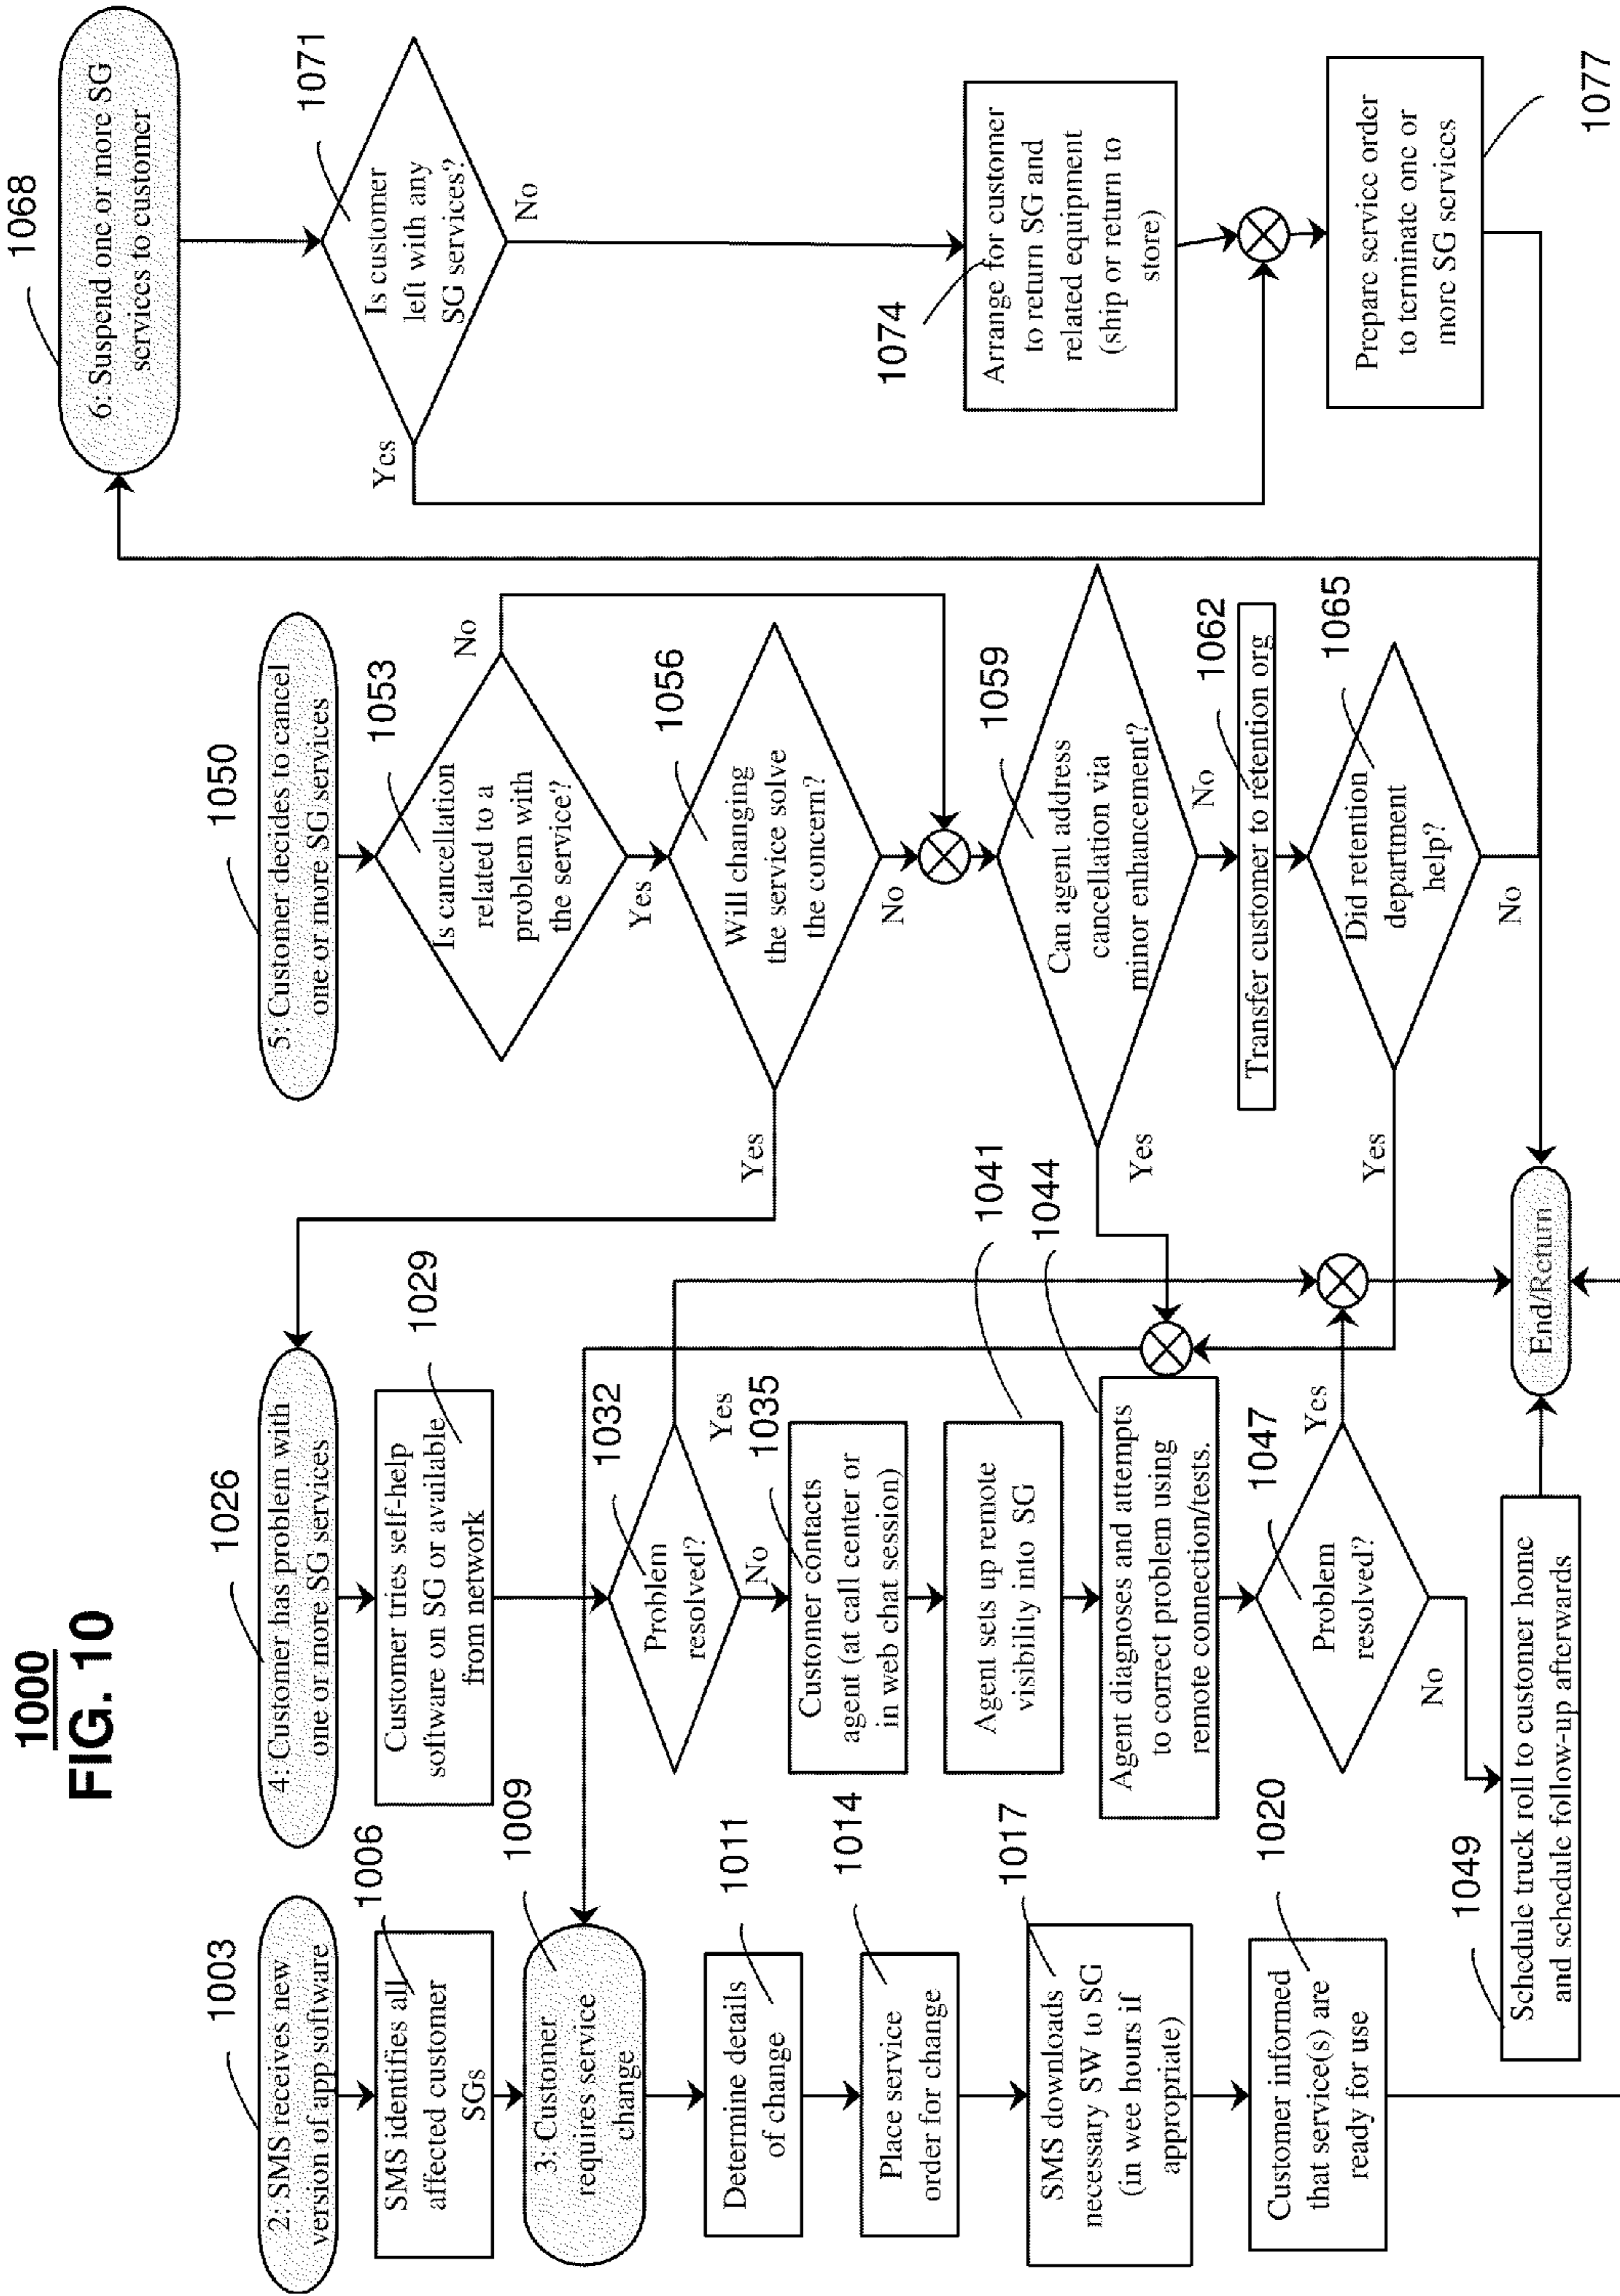 1000
FIG. 10
1003
2: SMS receives new
version of app software
1006
SMS identifies all
affected customer
SGs
1009
3: Customer
requires service
change
1011
Determine details
of change
1014
Place service
order for change
1017
SMS downloads
necessary SW to SG
(in wee hours if
appropriate)
1020
Customer informed
that service(s) are
ready for use
1026
4: Customer has problem with
one or more SG services
1029
Customer tries self-help
software on SG or available
from network
1032
Problem
resolved?
Yes
No
1035
Customer contacts
agent (at call center or
in web chat session)
1041
Agent sets up remote
visibility into SG
1044
Agent diagnoses and attempts
to correct problem using
remote connection/tests.
1047
Problem
resolved?
Yes
No
1049
Schedule truck roll to customer home
and schedule follow-up afterwards
End/Return
1050
5: Customer decides to cancel
one or more SG services
1053
Is cancellation
related to a
problem with
the service?
No
Yes
1056
Will changing
the service solve
the concern?
Yes
No
1059
Can agent address
cancellation via
minor enhancement?
Yes
No
1062
Transfer customer to retention org
1065
Did retention
department
help?
Yes
No
1068
6: Suspend one or more SG
services to customer
1071
Is customer
left with any
SG services?
Yes
No
1074
Arrange for customer
to return SG and
related equipment
(ship or return to
store)
1077
Prepare service order
to terminate one or
more SG services